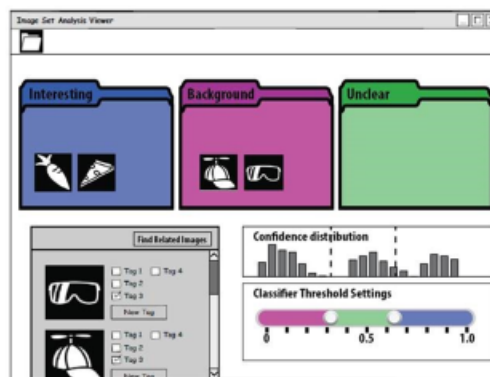 Image Set Analysis Viewer
Interesting
Background
Unclear
Find Related Images
Tag 1 Tag 4
Tag 2
Tag 3
New Tag
Tag 1 Tag 4
Tag 2
Tag 3
New Tag
Confidence distribution
Classifier Threshold Settings
0 0.5 1.0